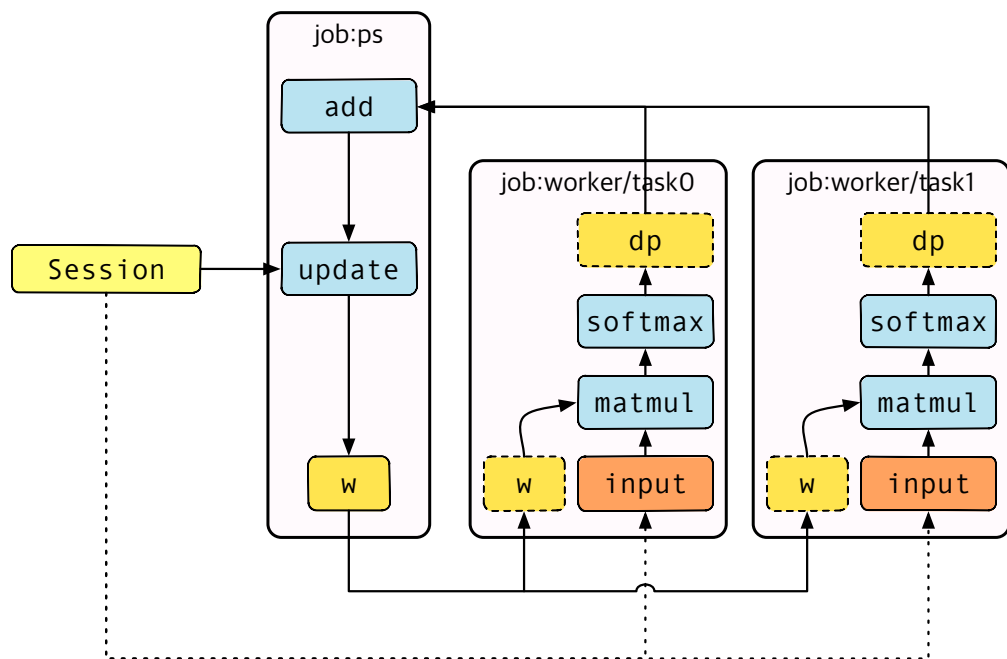 job:ps
add
Session
update
w
job:worker/task0
dp
softmax
matmul
w
input
job:worker/task1
dp
softmax
matmul
w
input